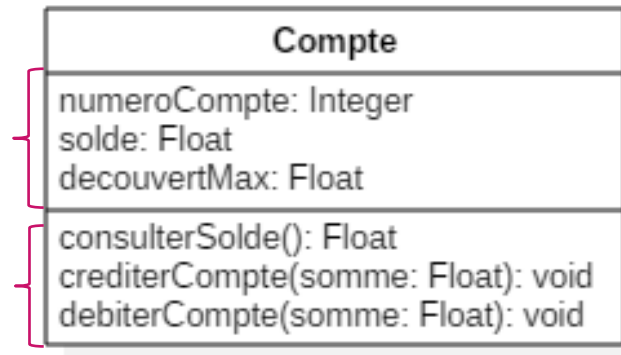 Compte
numeroCompte: Integer
solde: Float
decouvertMax: Float
consulterSolde(): Float
crediterCompte(somme: Float): void
debiterCompte(somme: Float): void